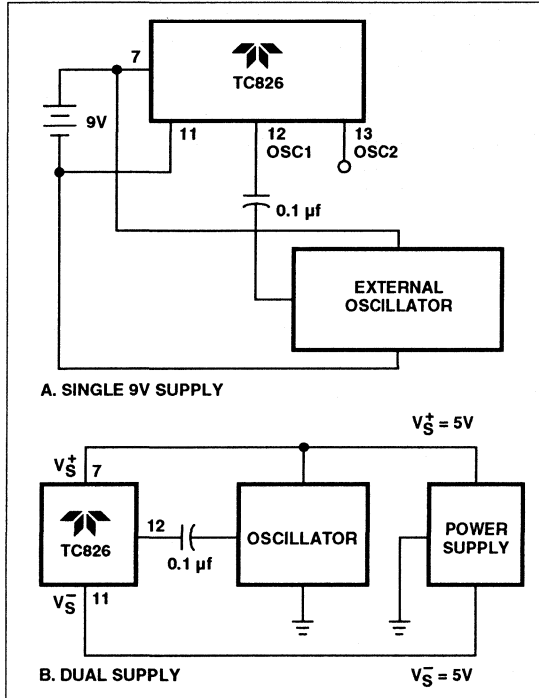 7
TC826
9V
11
12
OSC1
13
OSC2
0.1 µf
EXTERNAL
OSCILLATOR
A. SINGLE 9V SUPPLY
V+S = 5V
V+S
7
TC826
12
0.1 µf
OSCILLATOR
POWER
SUPPLY
V–S
11
B. DUAL SUPPLY
V–S = 5V